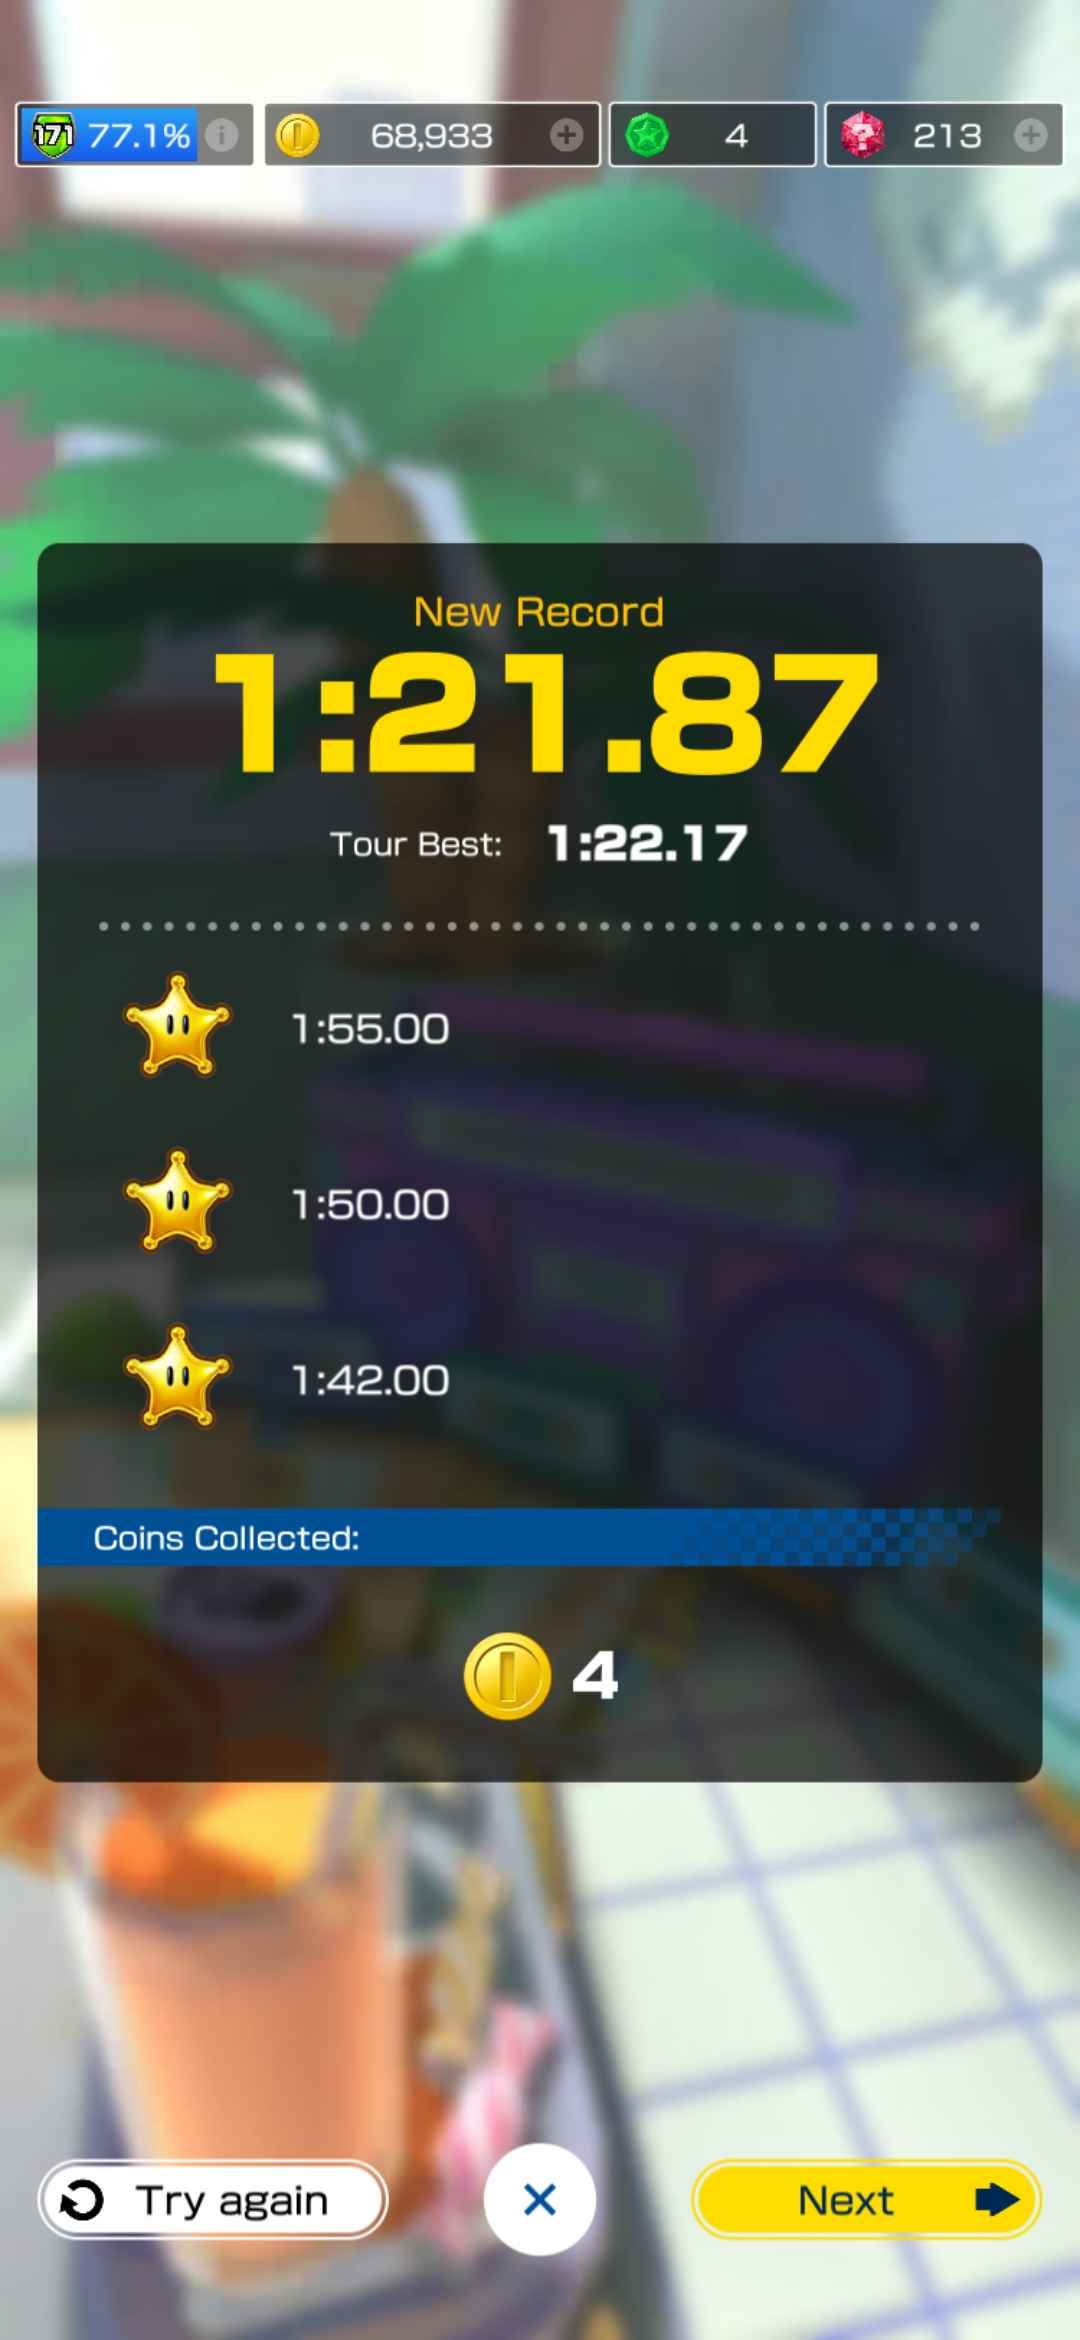 171 77.1% i 68,933 + 4 ? 213 +
New Record
1:21.87
Tour Best: 1:22.17
1:55.00
1:50.00
1:42.00
Coins Collected:
4
Try again × Next